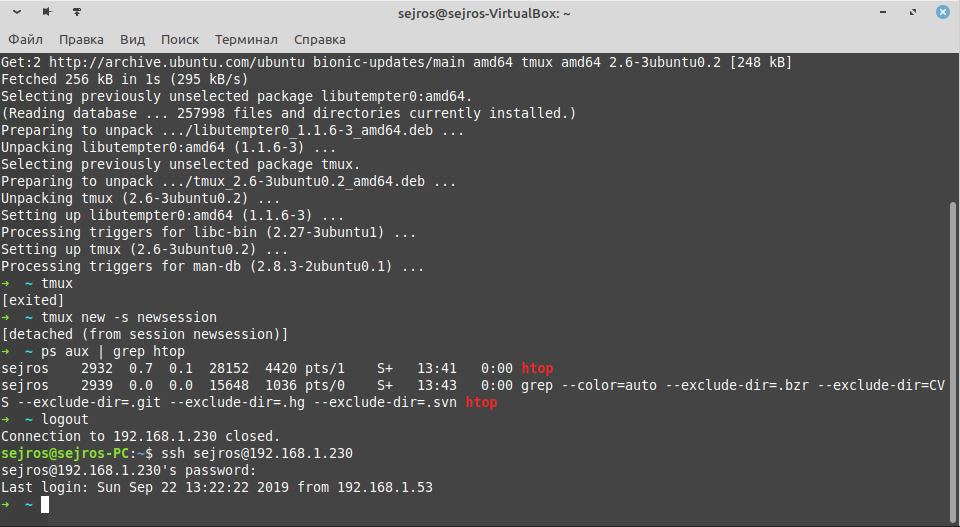 sejros@sejros-VirtualBox: ~
Файл Правка Вид Поиск Терминал Справка
Get:2 http://archive.ubuntu.com/ubuntu bionic-updates/main amd64 tmux amd64 2.6-3ubuntu0.2 [248 kB]
Fetched 256 kB in 1s (295 kB/s)
Selecting previously unselected package libutempter0:amd64.
(Reading database ... 257998 files and directories currently installed.)
Preparing to unpack .../libutempter0_1.1.6-3_amd64.deb ...
Unpacking libutempter0:amd64 (1.1.6-3) ...
Selecting previously unselected package tmux.
Preparing to unpack .../tmux_2.6-3ubuntu0.2_amd64.deb ...
Unpacking tmux (2.6-3ubuntu0.2) ...
Setting up libutempter0:amd64 (1.1.6-3) ...
Processing triggers for libc-bin (2.27-3ubuntu1) ...
Setting up tmux (2.6-3ubuntu0.2) ...
Processing triggers for man-db (2.8.3-2ubuntu0.1) ...
➜  ~ tmux
[exited]
➜  ~ tmux new -s newsession
[detached (from session newsession)]
➜  ~ ps aux | grep htop
sejros    2932  0.7  0.1  28152  4420 pts/1    S+   13:41   0:00 htop
sejros    2939  0.0  0.0  15648  1036 pts/0    S+   13:43   0:00 grep --color=auto --exclude-dir=.bzr --exclude-dir=CV
S --exclude-dir=.git --exclude-dir=.hg --exclude-dir=.svn htop
➜  ~ logout
Connection to 192.168.1.230 closed.
sejros@sejros-PC:~$ ssh sejros@192.168.1.230
sejros@192.168.1.230's password:
Last login: Sun Sep 22 13:22:22 2019 from 192.168.1.53
➜  ~